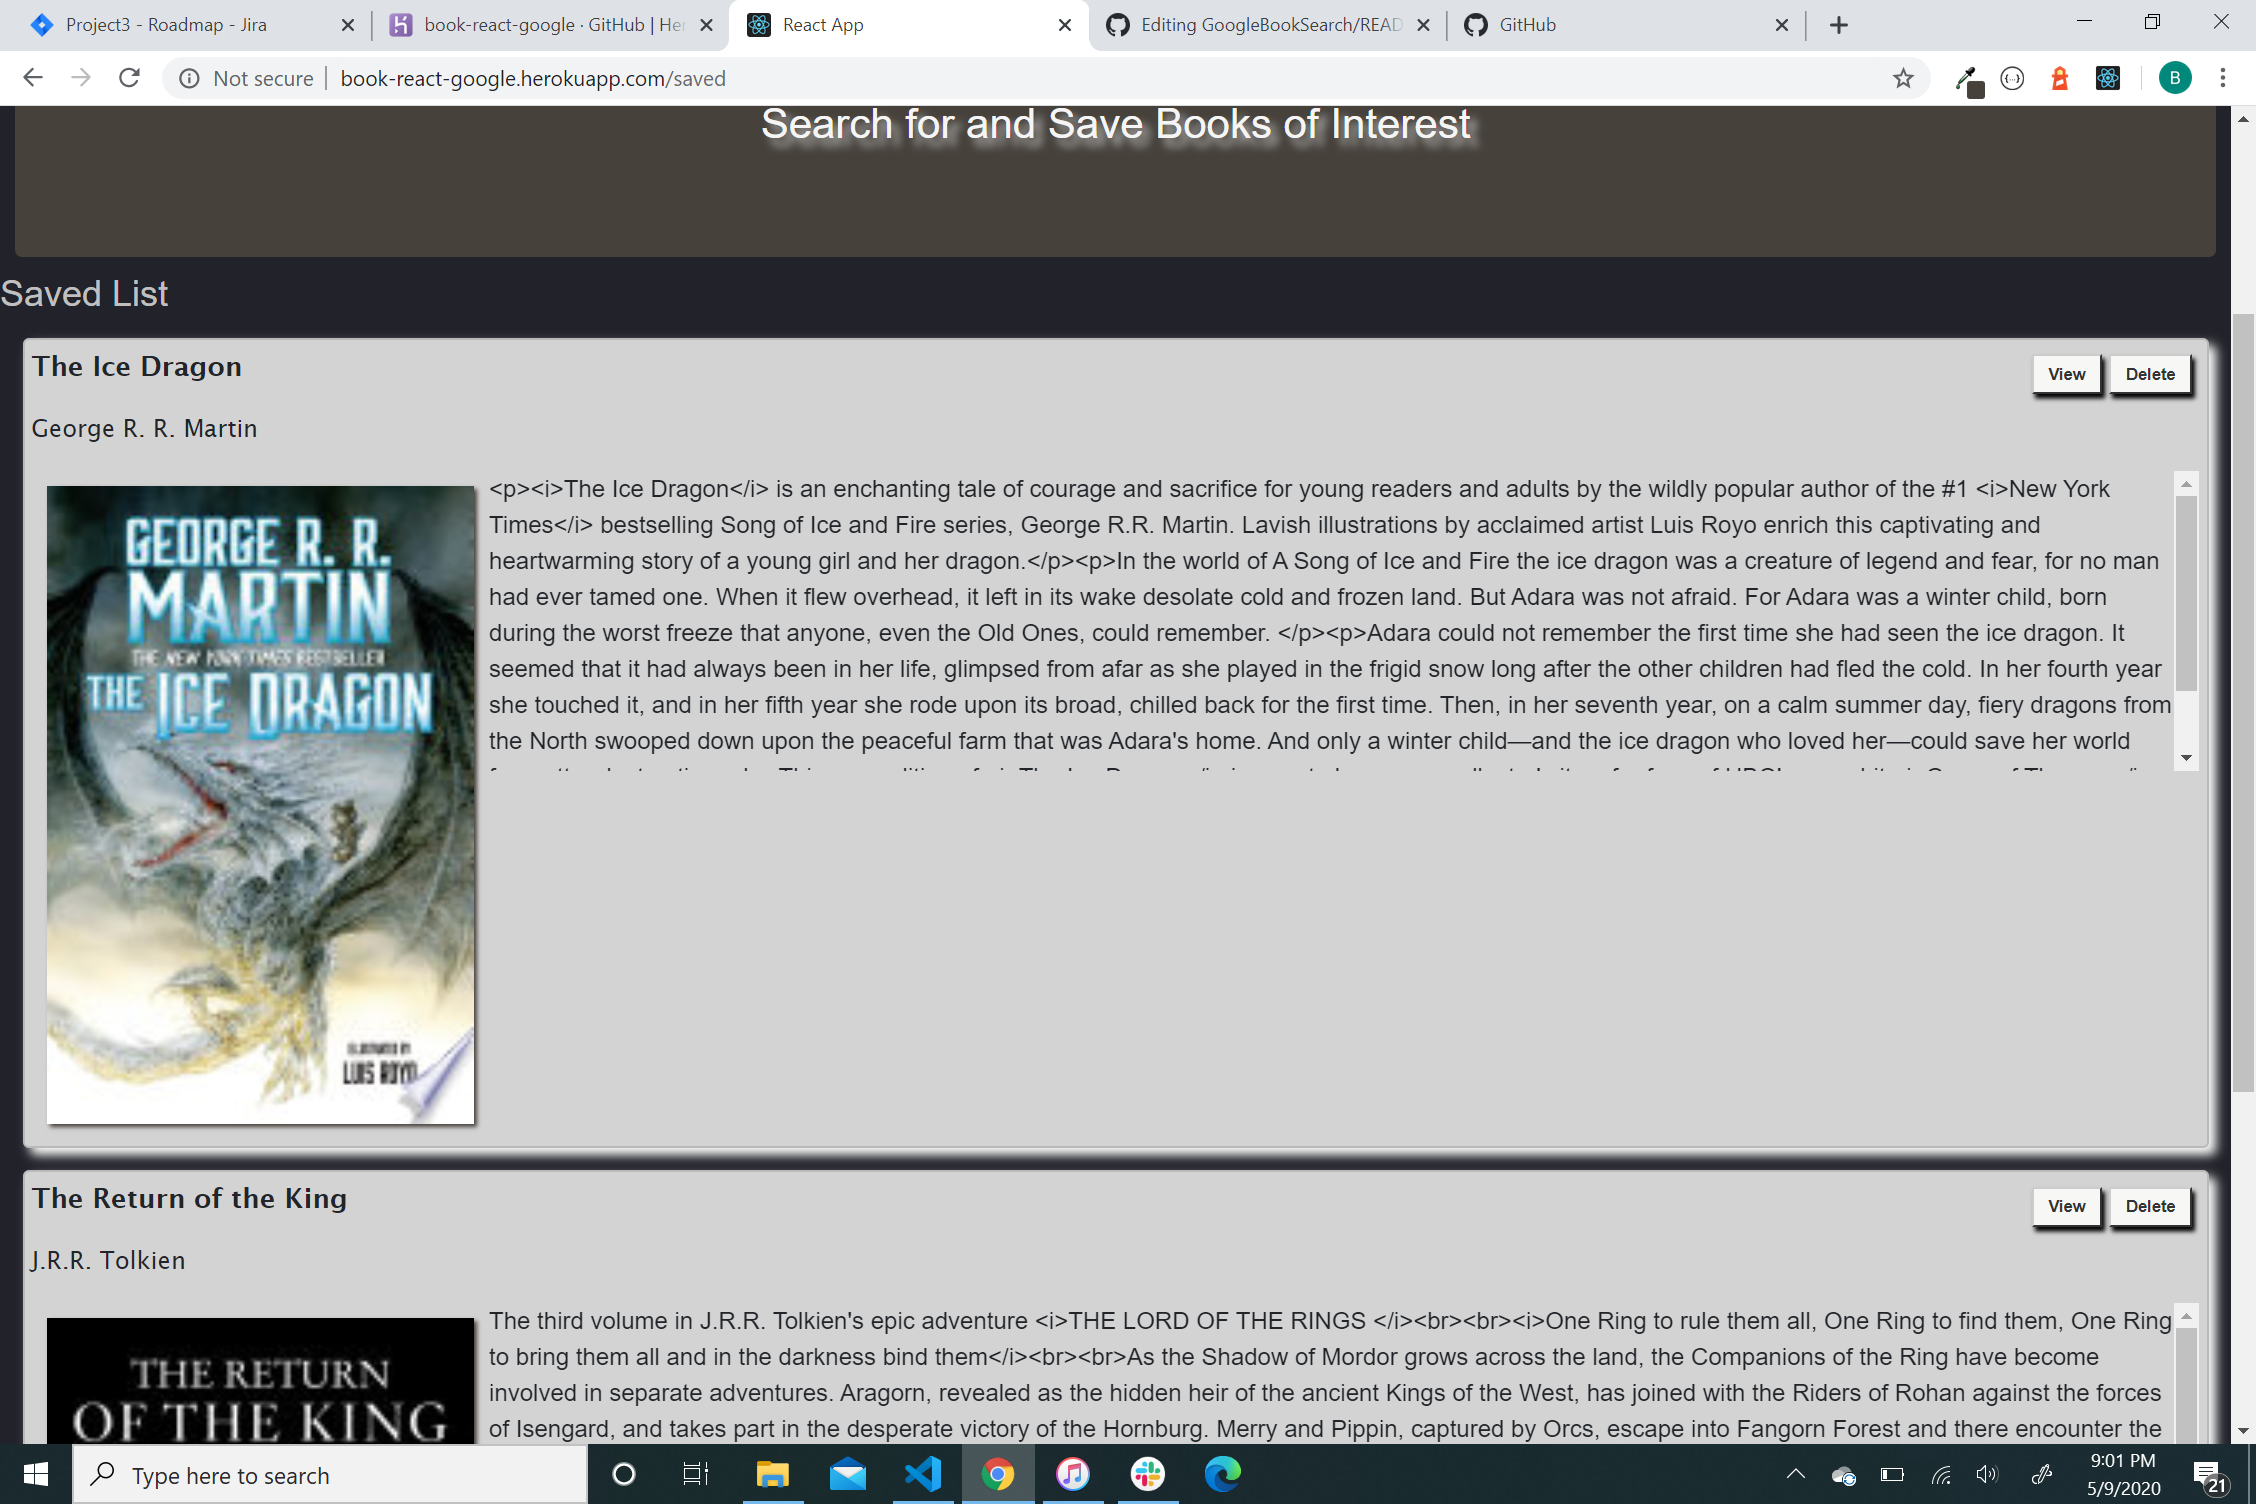 Project3 - Roadmap - Jira
book-react-google · GitHub | Her
React App
Editing GoogleBookSearch/READ
GitHub
Not secure
book-react-google.herokuapp.com/saved
B
Search for and Save Books of Interest
Saved List
The Ice Dragon
View
Delete
George R. R. Martin
GEORGE R. R.
MARTIN
THE NEW YORK TIMES BESTSELLER
THE ICE DRAGON
ILLUSTRATED BY
LUIS ROYO
<p><i>The Ice Dragon</i> is an enchanting tale of courage and sacrifice for young readers and adults by the wildly popular author of the #1 <i>New York
Times</i> bestselling Song of Ice and Fire series, George R.R. Martin. Lavish illustrations by acclaimed artist Luis Royo enrich this captivating and
heartwarming story of a young girl and her dragon.</p><p>In the world of A Song of Ice and Fire the ice dragon was a creature of legend and fear, for no man
had ever tamed one. When it flew overhead, it left in its wake desolate cold and frozen land. But Adara was not afraid. For Adara was a winter child, born
during the worst freeze that anyone, even the Old Ones, could remember. </p><p>Adara could not remember the first time she had seen the ice dragon. It
seemed that it had always been in her life, glimpsed from afar as she played in the frigid snow long after the other children had fled the cold. In her fourth year
she touched it, and in her fifth year she rode upon its broad, chilled back for the first time. Then, in her seventh year, on a calm summer day, fiery dragons from
the North swooped down upon the peaceful farm that was Adara's home. And only a winter child—and the ice dragon who loved her—could save her world
The Return of the King
View
Delete
J.R.R. Tolkien
THE RETURN
OF THE KING
The third volume in J.R.R. Tolkien's epic adventure <i>THE LORD OF THE RINGS </i><br><br><i>One Ring to rule them all, One Ring to find them, One Ring
to bring them all and in the darkness bind them</i><br><br>As the Shadow of Mordor grows across the land, the Companions of the Ring have become
involved in separate adventures. Aragorn, revealed as the hidden heir of the ancient Kings of the West, has joined with the Riders of Rohan against the forces
of Isengard, and takes part in the desperate victory of the Hornburg. Merry and Pippin, captured by Orcs, escape into Fangorn Forest and there encounter the
Type here to search
9:01 PM
5/9/2020
21